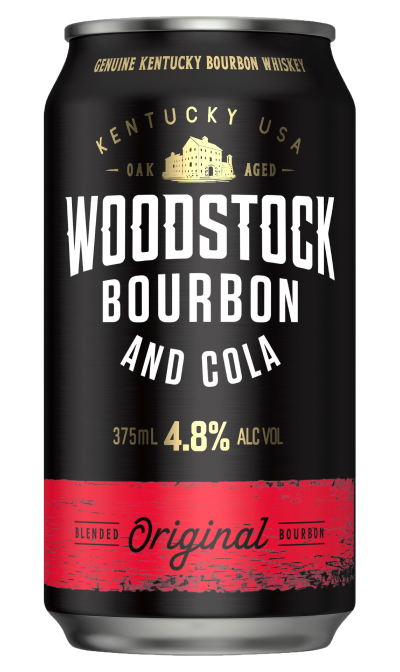 GENUINE KENTUCKY BOURBON WHISKEY
KENTUCKY USA
OAK AGED
WOODSTOCK
BOURBON
AND COLA
375mL 4.8% ALC VOL
BLENDED Original BOURBON